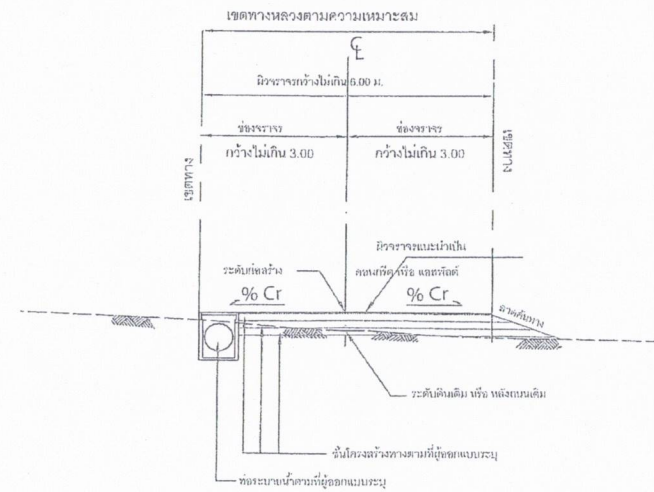 เขตทางหลวงตามความเหมาะสม
℄
ผิวจราจรกว้างไม่เกิน 6.00 ม.
ช่องจราจร
ช่องจราจร
กว้างไม่เกิน 3.00
กว้างไม่เกิน 3.00
เขตทาง
เขตทาง
ผิวจราจรแนะนำเป็น
คอนกรีต หรือ แอสฟัลต์
ระดับก่อสร้าง
% Cr
% Cr
ลาดคันทาง
ระดับดินเดิม หรือ หลังถนนเดิม
ชั้นโครงสร้างทางตามที่ผู้ออกแบบระบุ
ท่อระบายน้ำตามที่ผู้ออกแบบระบุ